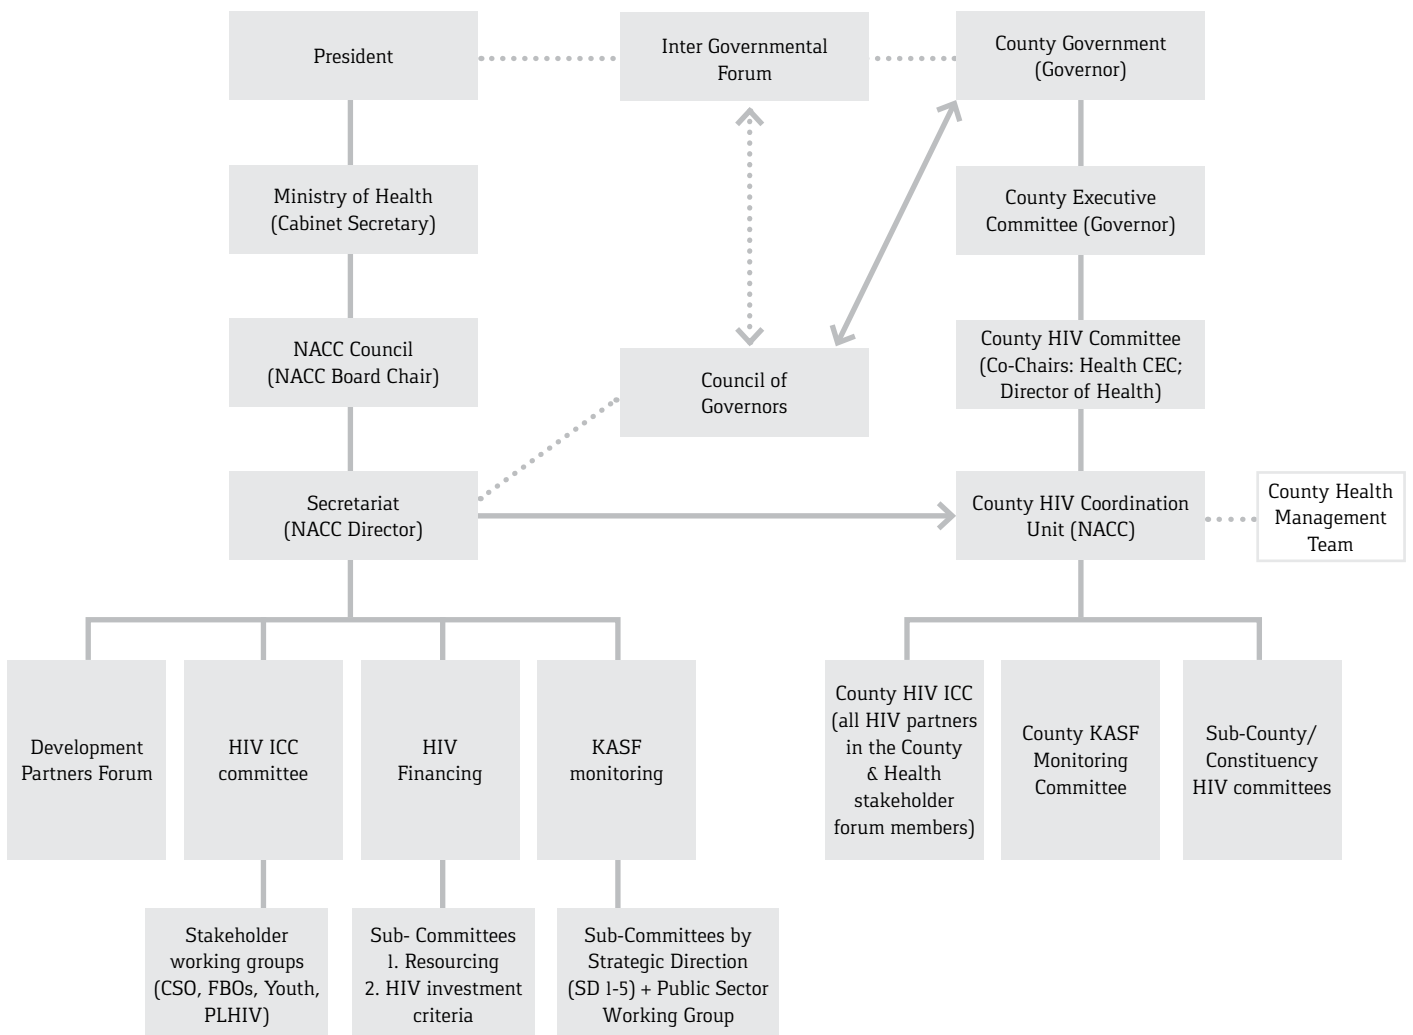 President
Inter Governmental
Forum
County Government
(Governor)
Ministry of Health
(Cabinet Secretary)
County Executive
Committee (Governor)
NACC Council
(NACC Board Chair)
Council of
Governors
County HIV Committee
(Co-Chairs: Health CEC;
Director of Health)
Secretariat
(NACC Director)
County HIV Coordination
Unit (NACC)
County Health
Management
Team
Development
Partners Forum
HIV ICC
committee
HIV
Financing
KASF
monitoring
County HIV ICC
(all HIV partners
in the County
& Health
stakeholder
forum members)
County KASF
Monitoring
Committee
Sub-County/
Constituency
HIV committees
Stakeholder
working groups
(CSO, FBOs, Youth,
PLHIV)
Sub- Committees
1. Resourcing
2. HIV investment
criteria
Sub-Committees by
Strategic Direction
(SD 1-5) + Public Sector
Working Group